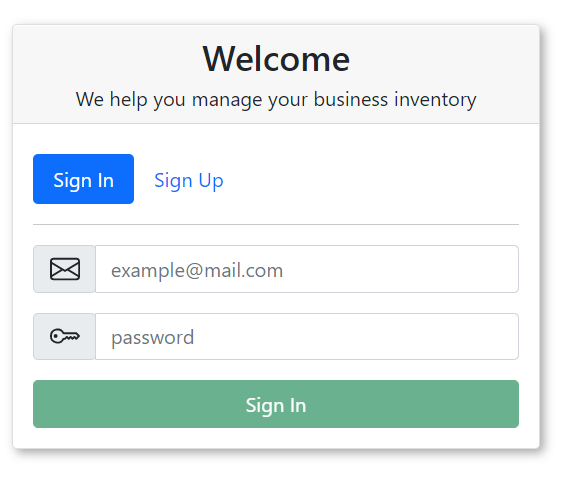 Welcome
We help you manage your business inventory
Sign In Sign Up
example@mail.com
password
Sign In